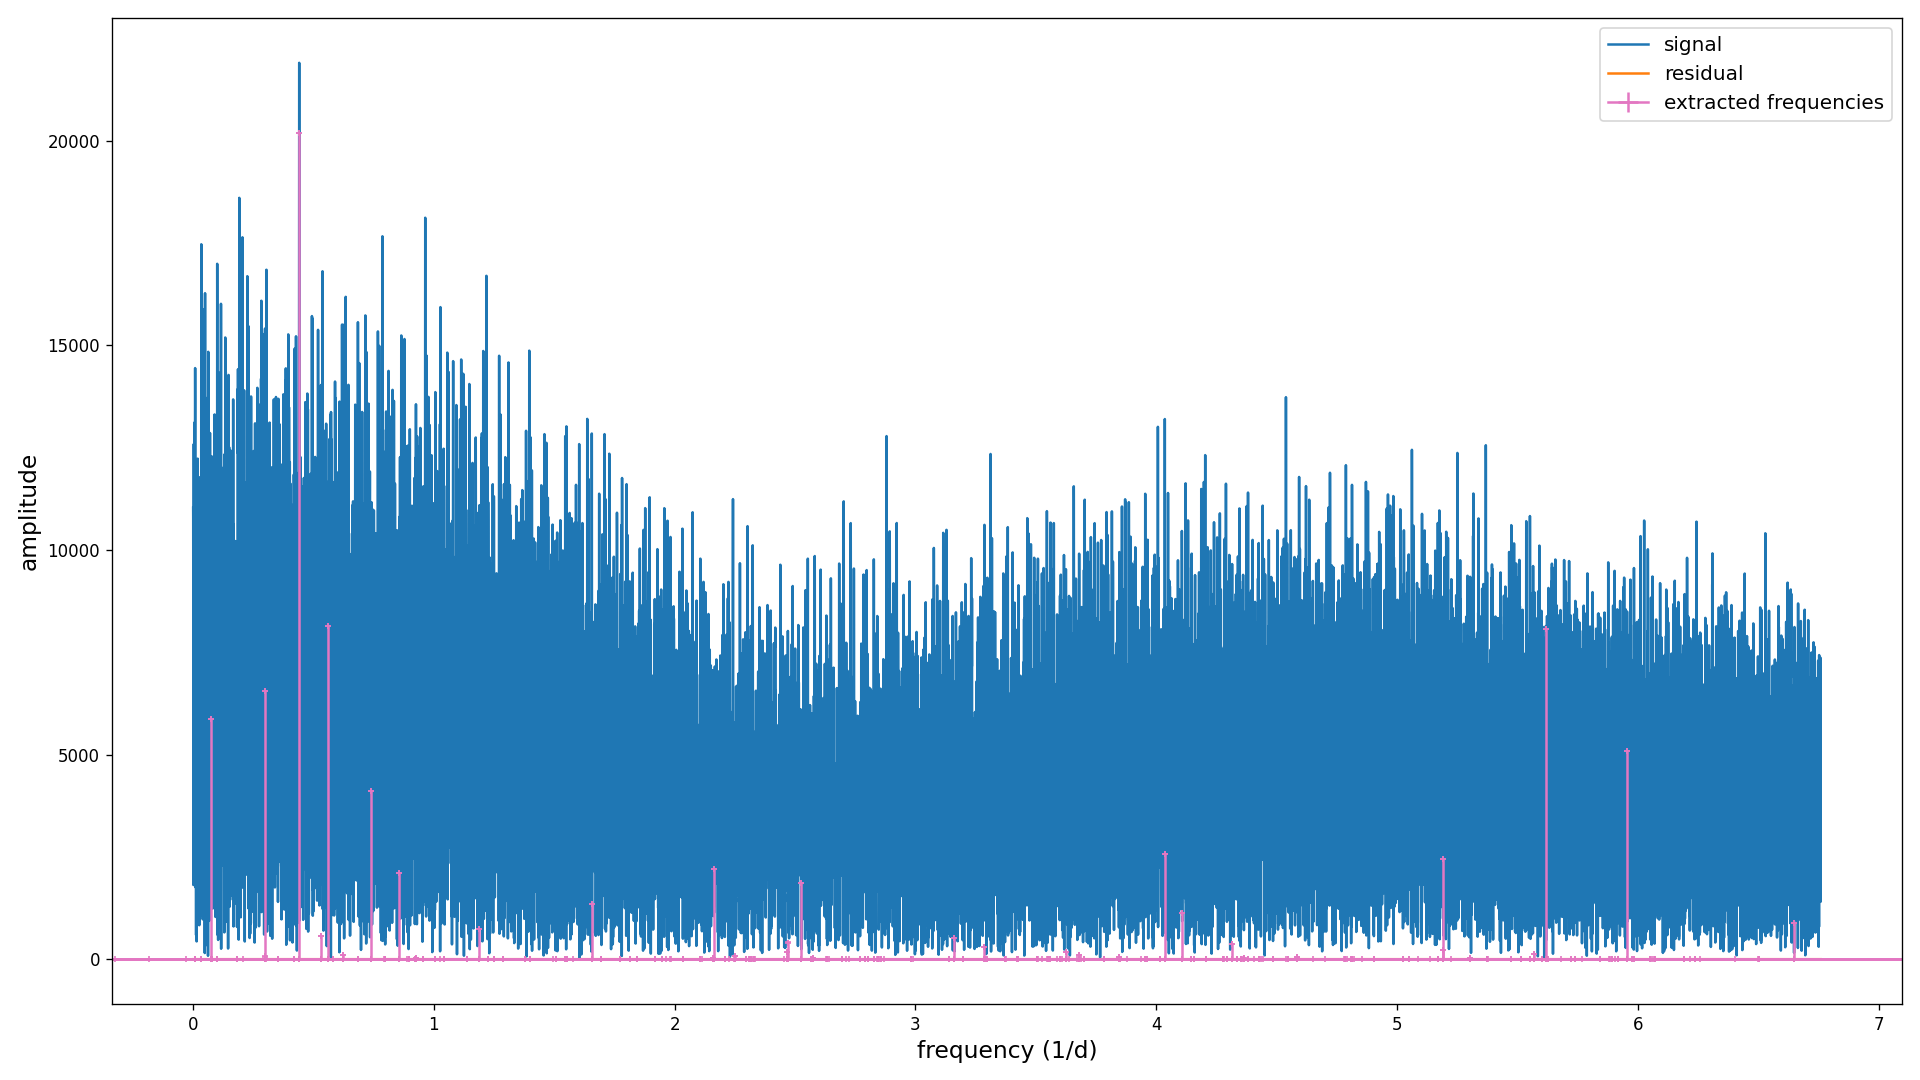 signal
residual
extracted frequencies
amplitude
20000
15000
10000
5000
0
0 1 2 3 4 5 6 7
frequency (1/d)